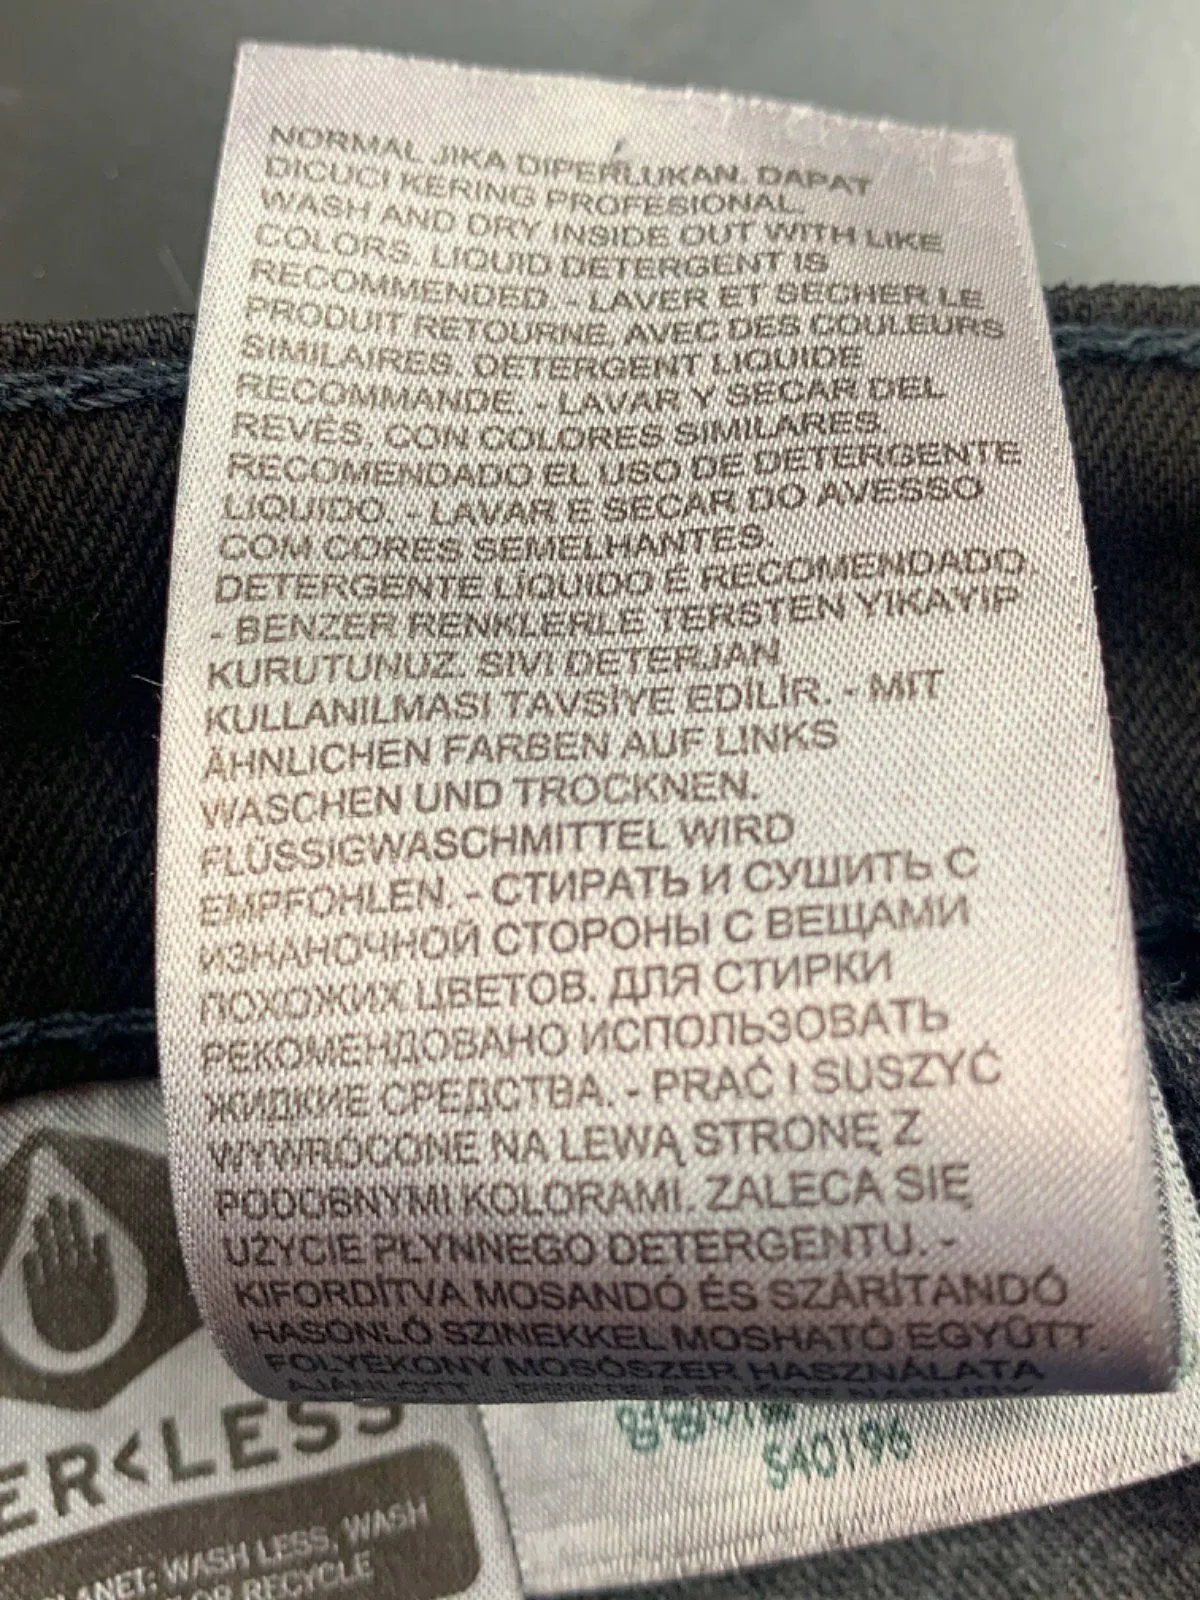 NORMAL JIKA DIPERLUKAN. DAPAT
DICUCI KERING PROFESIONAL.
WASH AND DRY INSIDE OUT WITH LIKE
COLORS. LIQUID DETERGENT IS
RECOMMENDED. - LAVER ET SECHER LE
PRODUIT RETOURNE, AVEC DES COULEURS
SIMILAIRES. DETERGENT LIQUIDE
RECOMMANDE. - LAVAR Y SECAR DEL
REVÉS, CON COLORES SIMILARES.
RECOMENDADO EL USO DE DETERGENTE
LIQUIDO. - LAVAR E SECAR DO AVESSO
COM CORES SEMELHANTES.
DETERGENTE LÍQUIDO É RECOMENDADO.
- BENZER RENKLERLE TERSTEN YIKAYIP
KURUTUNUZ. SIVI DETERJAN
KULLANILMASI TAVSİYE EDİLİR. - MIT
ÄHNLICHEN FARBEN AUF LINKS
WASCHEN UND TROCKNEN.
FLÜSSIGWASCHMITTEL WIRD
EMPFOHLEN. - СТИРАТЬ И СУШИТЬ С
ИЗНАНОЧНОЙ СТОРОНЫ С ВЕЩАМИ
ПОХОЖИХ ЦВЕТОВ. ДЛЯ СТИРКИ
РЕКОМЕНДОВАНО ИСПОЛЬЗОВАТЬ
ЖИДКИЕ СРЕДСТВА. - PRAĆ I SUSZYĆ
WYWRÓCONE NA LEWĄ STRONĘ Z
PODOBNYMI KOLORAMI. ZALECA SIĘ
UŻYCIE PŁYNNEGO DETERGENTU. -
KIFORDÍTVA MOSANDÓ ÉS SZÁRÍTANDÓ
HASONLÓ SZINEKKEL MOSHATÓ EGYÜTT.
FOLYÉKONY MOSÓSZER HASZNÁLATA
AJÁNLOTT. -
S40196
ER<LESS
PLANET: WASH LESS, WASH
OR RECYCLE